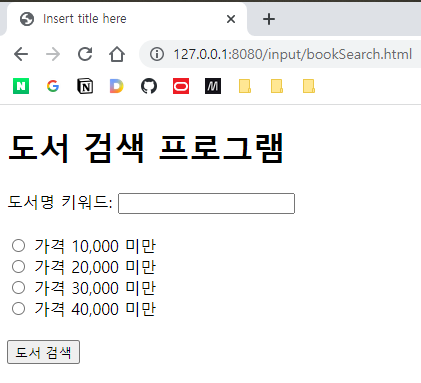 Insert title here
127.0.0.1:8080/input/bookSearch.html
도서 검색 프로그램
도서명 키워드:
가격 10,000 미만
가격 20,000 미만
가격 30,000 미만
가격 40,000 미만
도서 검색